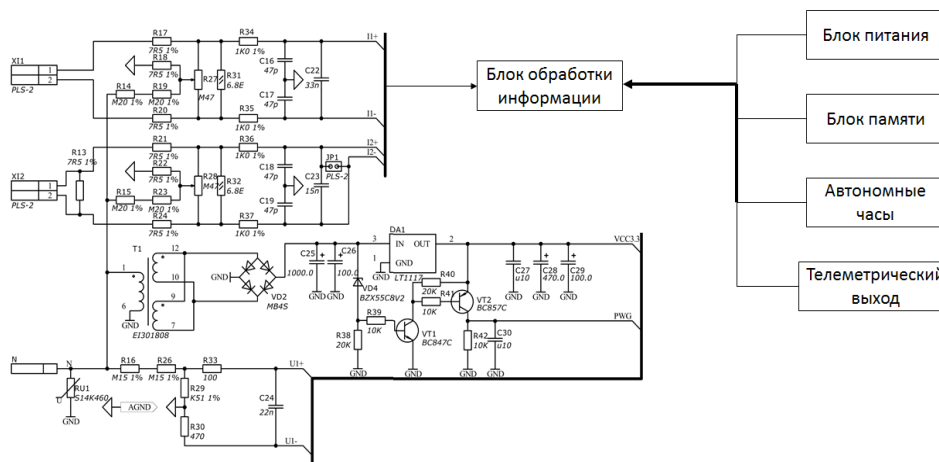 R17
7R5 1%
R34
1K0 1%
I1+
XI1
1
2
PLS-2
R18
7R5 1%
R14
M20 1%
R19
M20 1%
R27
M47
R31
6.8E
C16
47p
C17
47p
C22
33n
R20
7R5 1%
R35
1K0 1%
I1-
R13
7R5 1%
R21
7R5 1%
R36
1K0 1%
I2+
I2-
XI2
1
2
PLS-2
R22
7R5 1%
R15
M20 1%
R23
M20 1%
R28
M47
R32
6.8E
C18
47p
C19
47p
JP1
PLS-2
C23
15n
R24
7R5 1%
R37
1K0 1%
T1
12
10
9
7
1
6
GND
EI301808
GND
VD2
MB4S
C25
1000.0
GND
C26
100.0
GND
DA1
3
IN
OUT
2
1
GND
GND
LT1117
VD4
BZX55C8V2
R38
20K
GND
R39
10K
R40
20K
R41
10K
VT1
BC847C
GND
VT2
BC857C
R42
10K
GND
C30
u10
GND
C27
u10
GND
C28
470.0
GND
C29
100.0
GND
VCC3.3
PWG
N
N
R16
M15 1%
R26
M15 1%
R33
100
U1+
RU1
S14K460
U
GND
AGND
R29
K51 1%
R30
470
C24
22n
U1-
Блок обработки
информации
Блок питания
Блок памяти
Автономные
часы
Телеметрический
выход